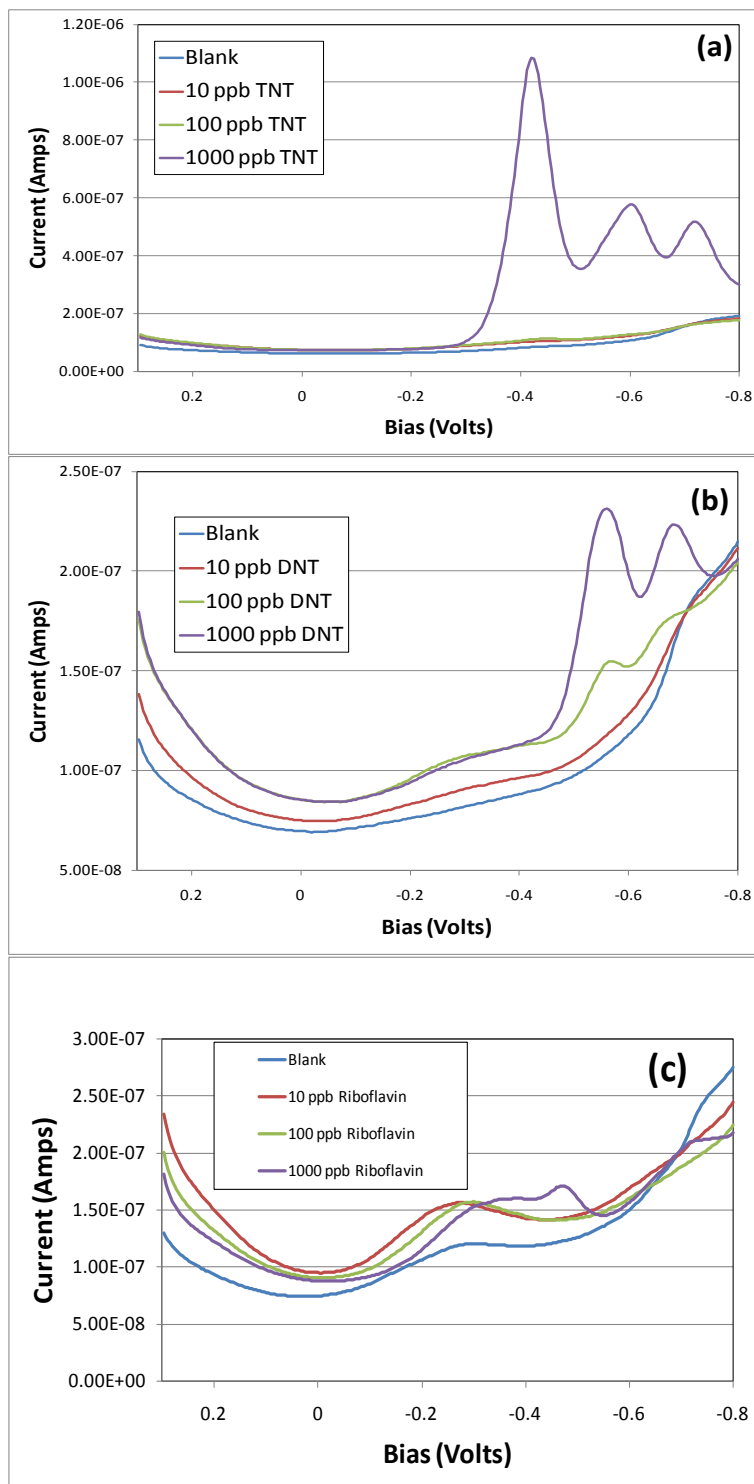 (a)
Blank
10 ppb TNT
100 ppb TNT
1000 ppb TNT
Current (Amps)
1.20E-06
1.00E-06
8.00E-07
6.00E-07
4.00E-07
2.00E-07
0.00E+00
0.2 0 -0.2 -0.4 -0.6 -0.8
Bias (Volts)
(b)
Blank
10 ppb DNT
100 ppb DNT
1000 ppb DNT
Current (Amps)
2.50E-07
2.00E-07
1.50E-07
1.00E-07
5.00E-08
0.2 0 -0.2 -0.4 -0.6 -0.8
Bias (Volts)
(c)
Blank
10 ppb Riboflavin
100 ppb Riboflavin
1000 ppb Riboflavin
Current (Amps)
3.00E-07
2.50E-07
2.00E-07
1.50E-07
1.00E-07
5.00E-08
0.00E+00
0.2 0 -0.2 -0.4 -0.6 -0.8
Bias (Volts)